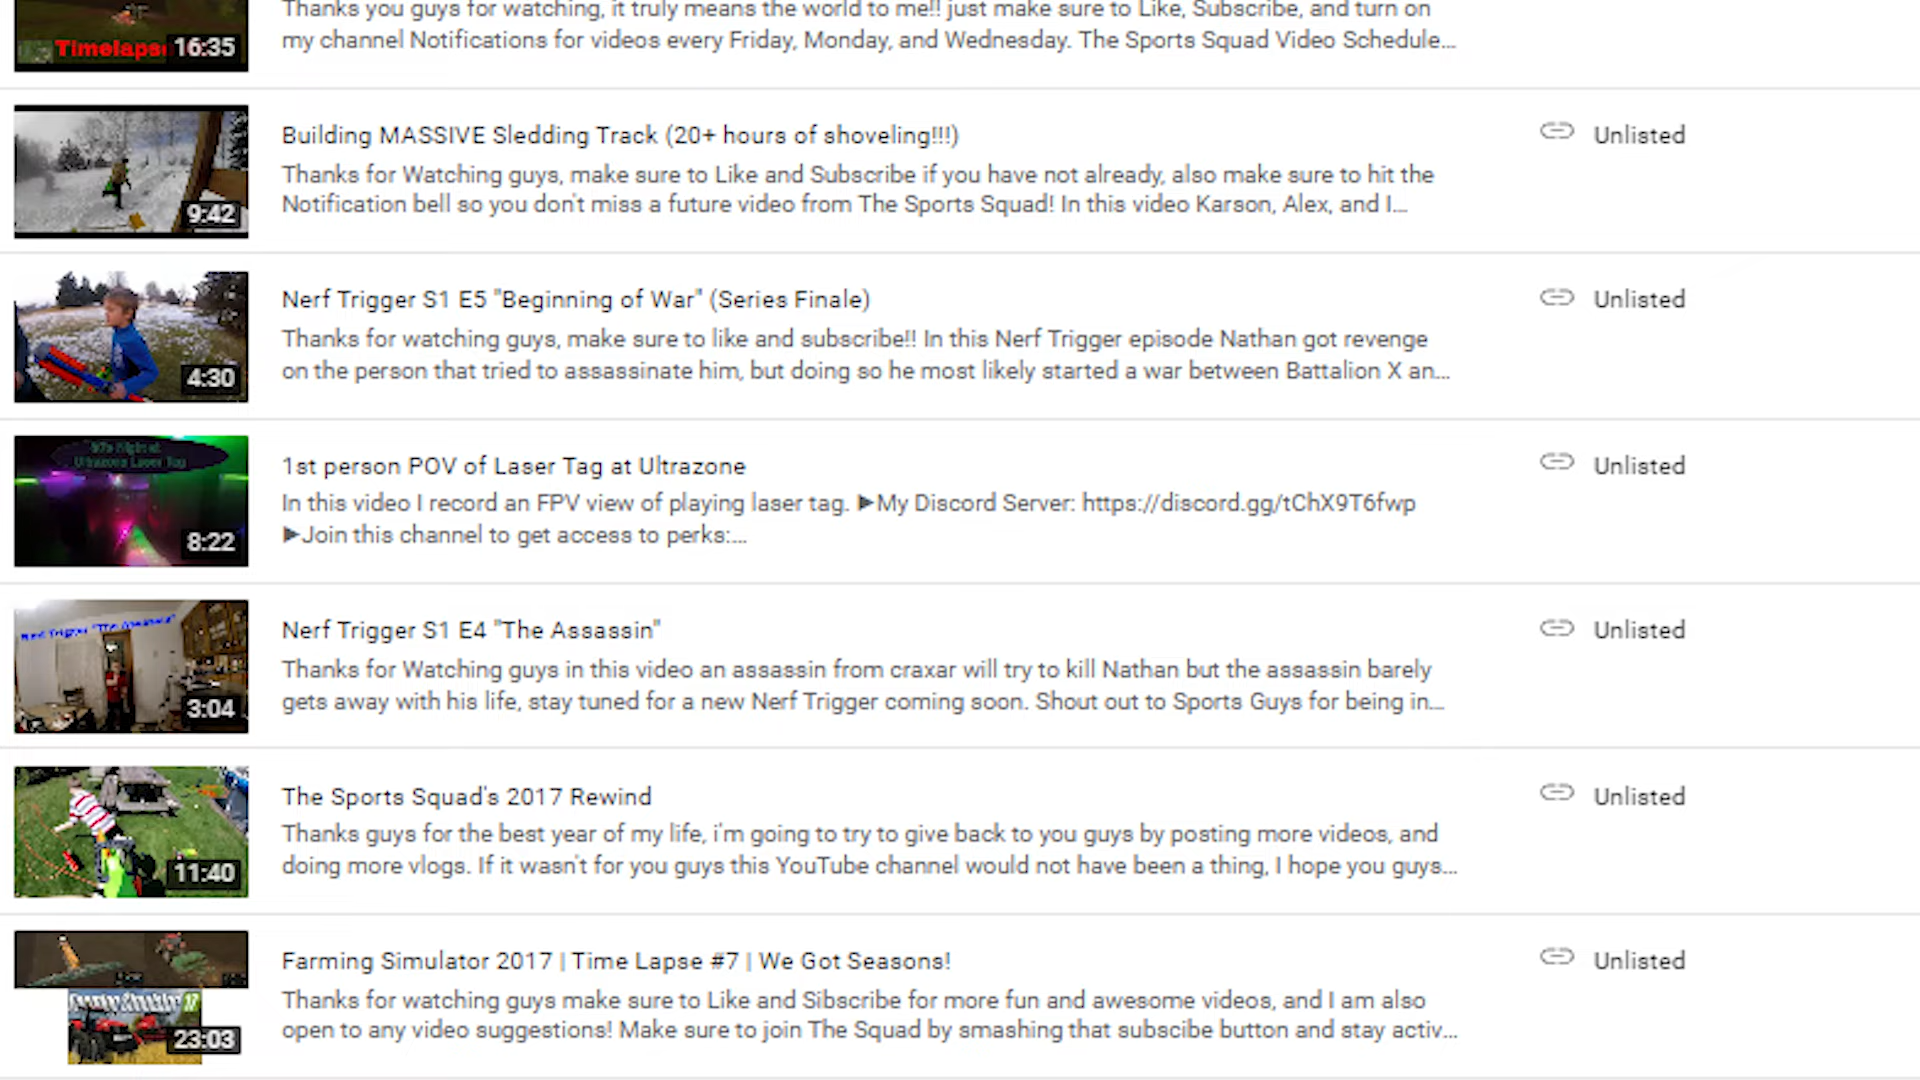 Thanks you guys for watching, it truly means the world to me!! just make sure to Like, Subscribe, and turn on
my channel Notifications for videos every Friday, Monday, and Wednesday. The Sports Squad Video Schedule...
Timelaps
16:35
Building MASSIVE Sledding Track (20+ hours of shoveling!!!)
Unlisted
Thanks for Watching guys, make sure to Like and Subscribe if you have not already, also make sure to hit the
Notification bell so you don't miss a future video from The Sports Squad! In this video Karson, Alex, and I...
9:42
Nerf Trigger S1 E5 "Beginning of War" (Series Finale)
Unlisted
Thanks for watching guys, make sure to like and subscribe!! In this Nerf Trigger episode Nathan got revenge
on the person that tried to assassinate him, but doing so he most likely started a war between Battalion X an...
4:30
Ultrazone Laser Tag
1st person POV of Laser Tag at Ultrazone
Unlisted
In this video I record an FPV view of playing laser tag. ►My Discord Server: https://discord.gg/tChX9T6fwp
►Join this channel to get access to perks:...
8:22
Nerf Trigger "The Assassin"
Nerf Trigger S1 E4 "The Assassin"
Unlisted
Thanks for Watching guys in this video an assassin from craxar will try to kill Nathan but the assassin barely
gets away with his life, stay tuned for a new Nerf Trigger coming soon. Shout out to Sports Guys for being in...
3:04
The Sports Squad's 2017 Rewind
Unlisted
Thanks guys for the best year of my life, i'm going to try to give back to you guys by posting more videos, and
doing more vlogs. If it wasn't for you guys this YouTube channel would not have been a thing, I hope you guys...
11:40
Farming Simulator 2017 | Time Lapse #7 | We Got Seasons!
Unlisted
Thanks for watching guys make sure to Like and Sibscribe for more fun and awesome videos, and I am also
open to any video suggestions! Make sure to join The Squad by smashing that subscibe button and stay activ...
Farming Simulator 17
23:03